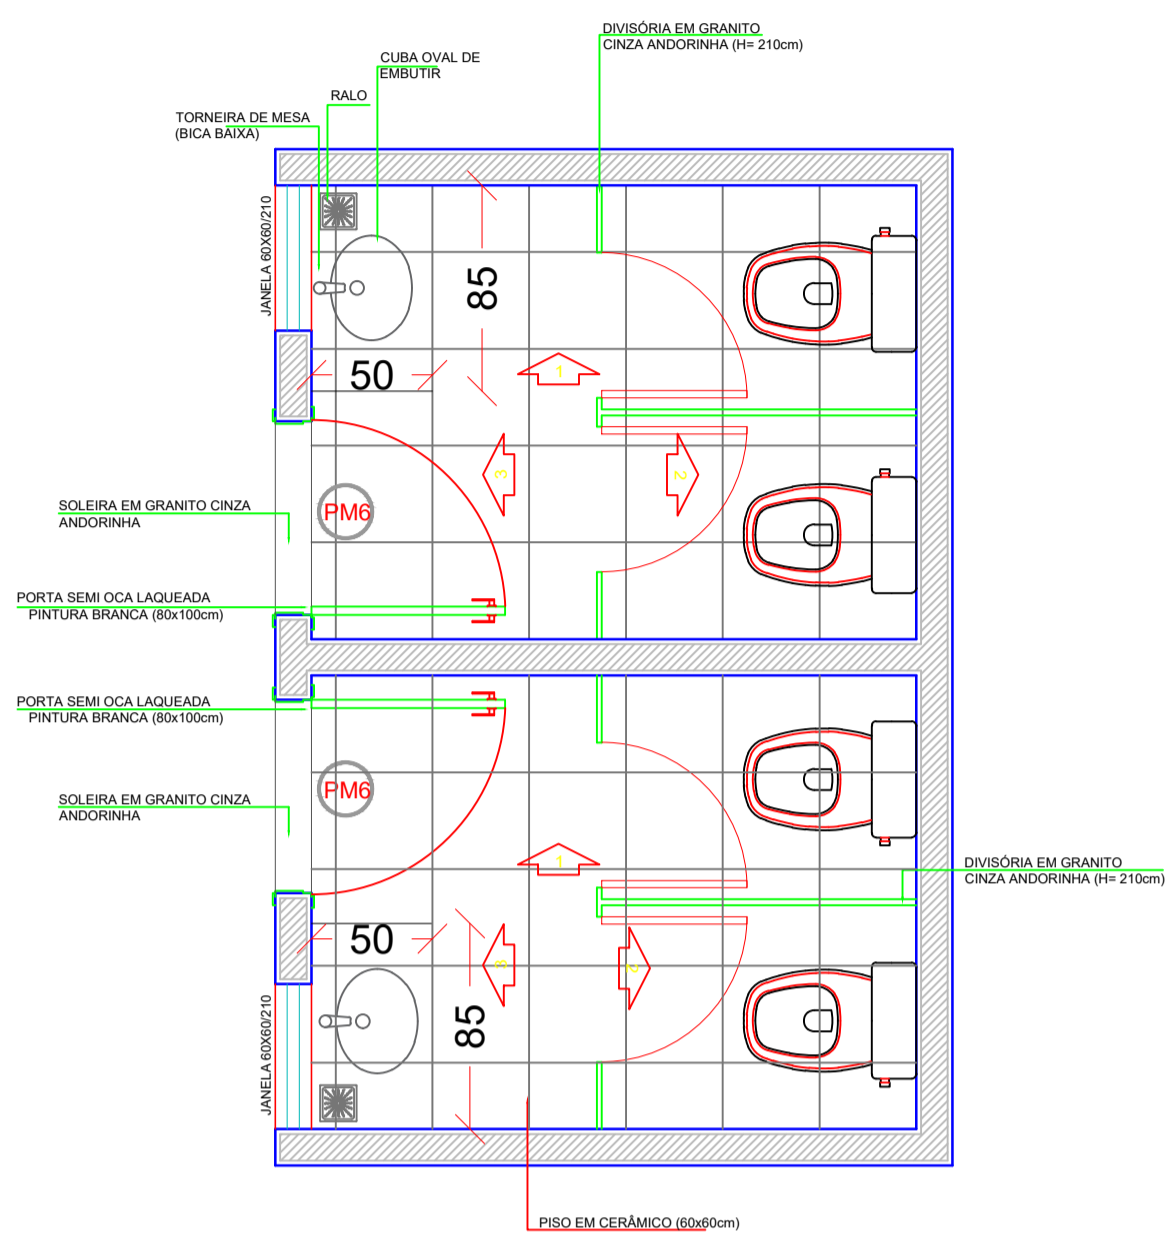 DIVISÓRIA EM GRANITO
CINZA ANDORINHA (H= 210cm)
CUBA OVAL DE
EMBUTIR
RALO
TORNEIRA DE MESA
(BICA BAIXA)
JANELA 60X60/210
85
50
1
3
2
SOLEIRA EM GRANITO CINZA
ANDORINHA
PM6
PORTA SEMI OCA LAQUEADA
PINTURA BRANCA (80x100cm)
PORTA SEMI OCA LAQUEADA
PINTURA BRANCA (80x100cm)
PM6
SOLEIRA EM GRANITO CINZA
ANDORINHA
1
DIVISÓRIA EM GRANITO
CINZA ANDORINHA (H= 210cm)
50
3
2
85
JANELA 60X60/210
PISO EM CERÂMICO (60x60cm)